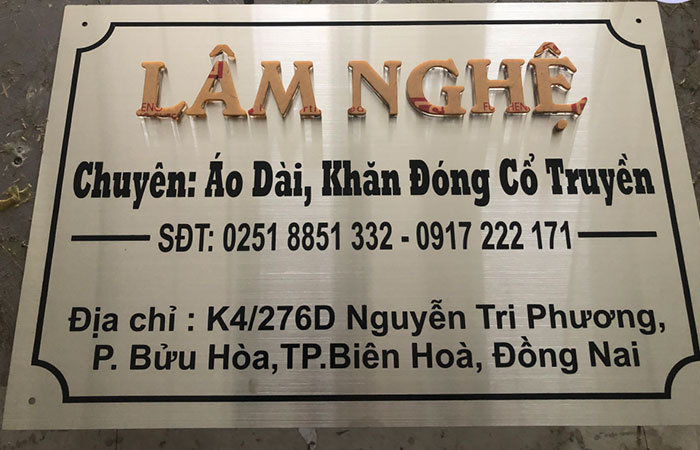 LÂM NGHỆ
Chuyên: Áo Dài, Khăn Đóng Cổ Truyền
SĐT: 0251 8851 332 - 0917 222 171
Địa chỉ : K4/276D Nguyễn Tri Phương,
P. Bửu Hòa,TP.Biên Hoà, Đồng Nai